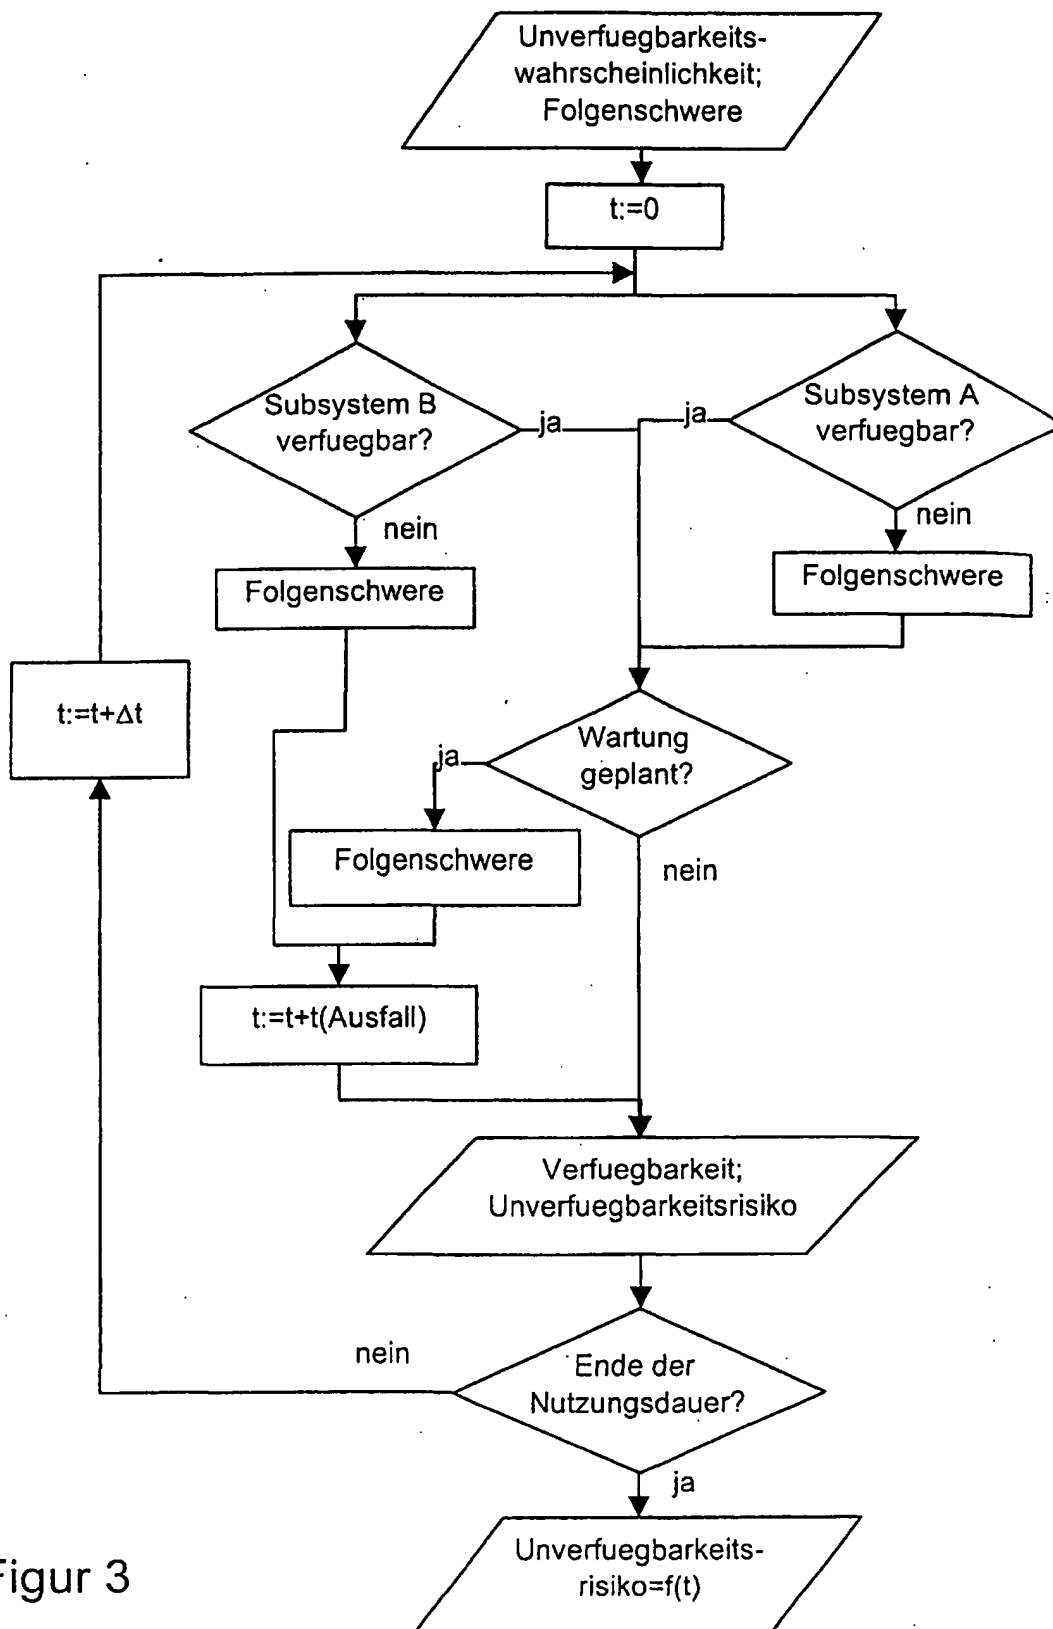 Unverfuegbarkeits-
wahrscheinlichkeit;
Folgenschwere
t:=0
Subsystem B
verfuegbar?
ja
ja
Subsystem A
verfuegbar?
nein
nein
Folgenschwere
Folgenschwere
t:=t+Δt
Wartung
geplant?
ja
Folgenschwere
nein
t:=t+t(Ausfall)
Verfuegbarkeit;
Unverfuegbarkeitsrisiko
nein
Ende der
Nutzungsdauer?
ja
Unverfuegbarkeits-
risiko=f(t)
Figur 3